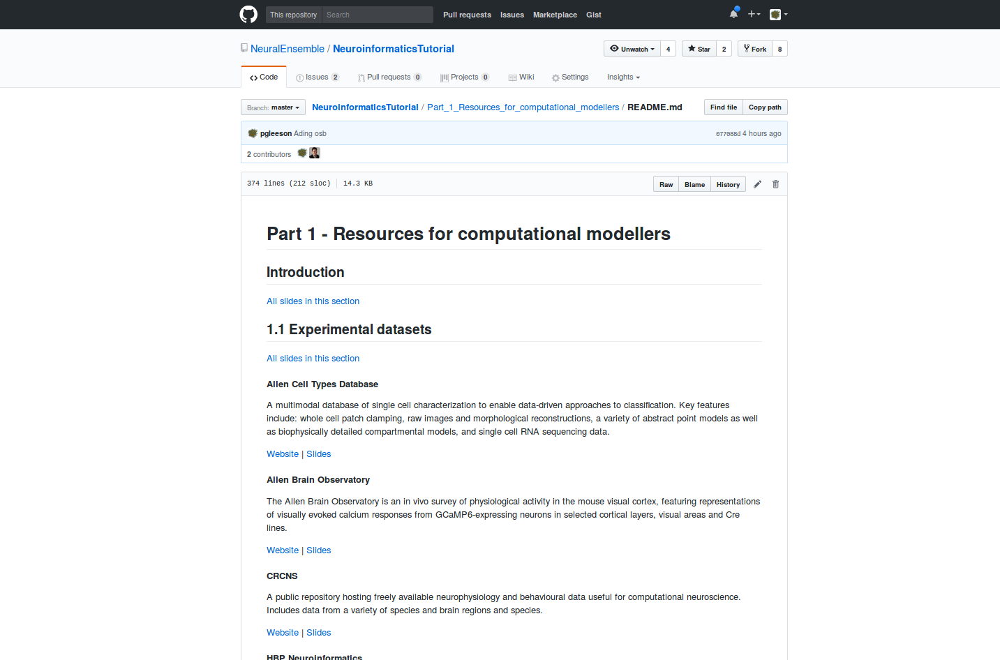 This repository Search Pull requests Issues Marketplace Gist
NeuralEnsemble / NeuroinformaticsTutorial
Unwatch 4 Star 2 Fork 8
Code Issues 2 Pull requests 0 Projects 0 Wiki Settings Insights
Branch: master NeuroinformaticsTutorial / Part_1_Resources_for_computational_modellers / README.md Find file Copy path
pgleeson Ading osb 077088d 4 hours ago
2 contributors
374 lines (212 sloc) 14.3 KB Raw Blame History
Part 1 - Resources for computational modellers
Introduction
All slides in this section
1.1 Experimental datasets
All slides in this section
Allen Cell Types Database
A multimodal database of single cell characterization to enable data-driven approaches to classification. Key features
include: whole cell patch clamping, raw images and morphological reconstructions, a variety of abstract point models as well
as biophysically detailed compartmental models, and single cell RNA sequencing data.
Website | Slides
Allen Brain Observatory
The Allen Brain Observatory is an in vivo survey of physiological activity in the mouse visual cortex, featuring representations
of visually evoked calcium responses from GCaMP6-expressing neurons in selected cortical layers, visual areas and Cre
lines.
Website | Slides
CRCNS
A public repository hosting freely available neurophysiology and behavioural data useful for computational neuroscience.
Includes data from a variety of species and brain regions and species.
Website | Slides
HBP Neuroinformatics